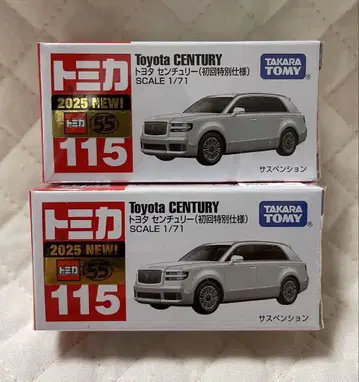 トミカ
2025 NEW!
トミカ 55
115
Toyota CENTURY
トヨタ センチュリー(初回特別仕様)
SCALE 1/71
TAKARA TOMY®
サスペンション
トミカ
2025 NEW!
トミカ 55
115
Toyota CENTURY
トヨタ センチュリー(初回特別仕様)
SCALE 1/71
TAKARA TOMY®
サスペンション